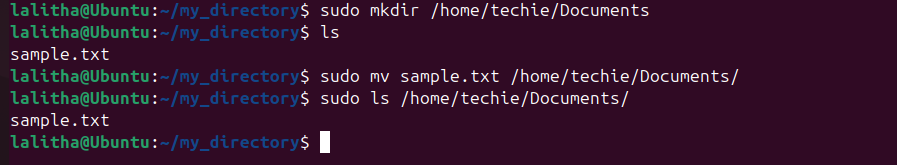 lalitha@Ubuntu:~/my_directory$ sudo mkdir /home/techie/Documents
lalitha@Ubuntu:~/my_directory$ ls
sample.txt
lalitha@Ubuntu:~/my_directory$ sudo mv sample.txt /home/techie/Documents/
lalitha@Ubuntu:~/my_directory$ sudo ls /home/techie/Documents/
sample.txt
lalitha@Ubuntu:~/my_directory$